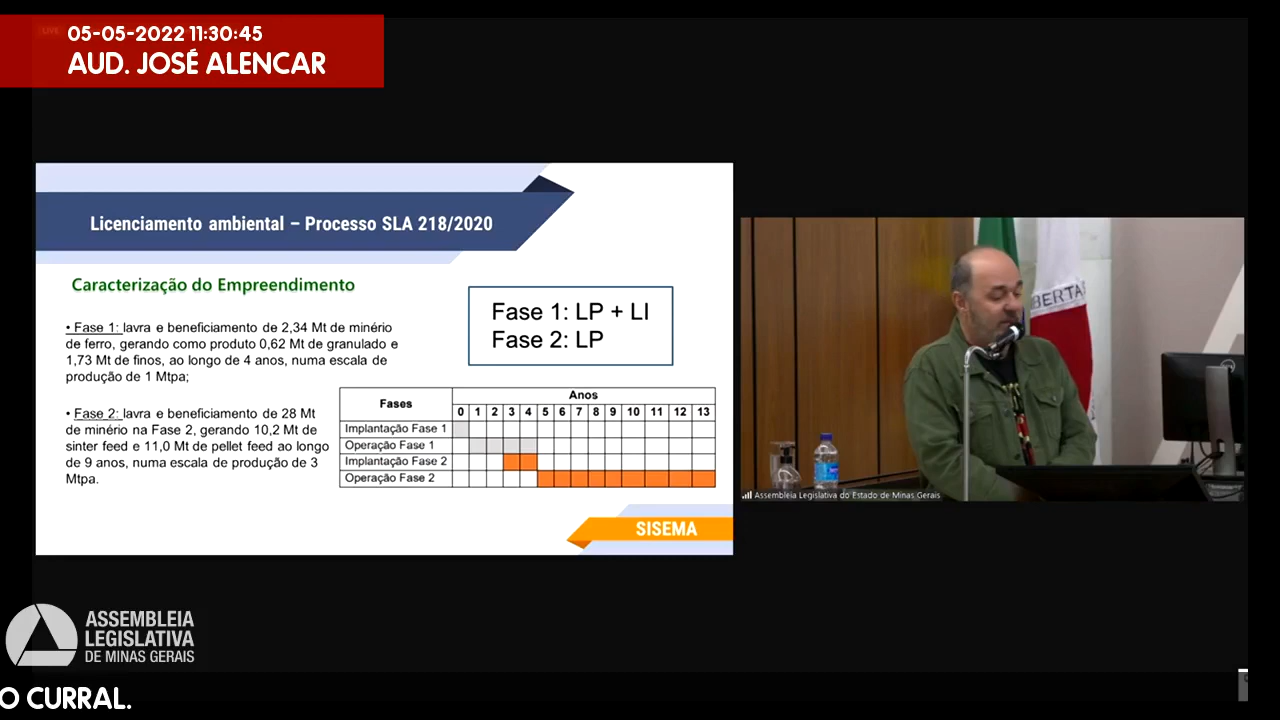 05-05-2022 11:30:45
AUD. JOSÉ ALENCAR
Licenciamento ambiental – Processo SLA 218/2020
Caracterização do Empreendimento
• Fase 1: lavra e beneficiamento de 2,34 Mt de minério
de ferro, gerando como produto 0,62 Mt de granulado e
1,73 Mt de finos, ao longo de 4 anos, numa escala de
produção de 1 Mtpa;
• Fase 2: lavra e beneficiamento de 28 Mt
de minério na Fase 2, gerando 10,2 Mt de
sinter feed e 11,0 Mt de pellet feed ao longo
de 9 anos, numa escala de produção de 3
Mtpa.
Fase 1: LP + LI
Fase 2: LP
Fases
Anos
0 1 2 3 4 5 6 7 8 9 10 11 12 13
Implantação Fase 1
Operação Fase 1
Implantação Fase 2
Operação Fase 2
SISEMA
BERTA
Assembleia Legislativa do Estado de Minas Gerais
ASSEMBLEIA
LEGISLATIVA
DE MINAS GERAIS
O CURRAL.